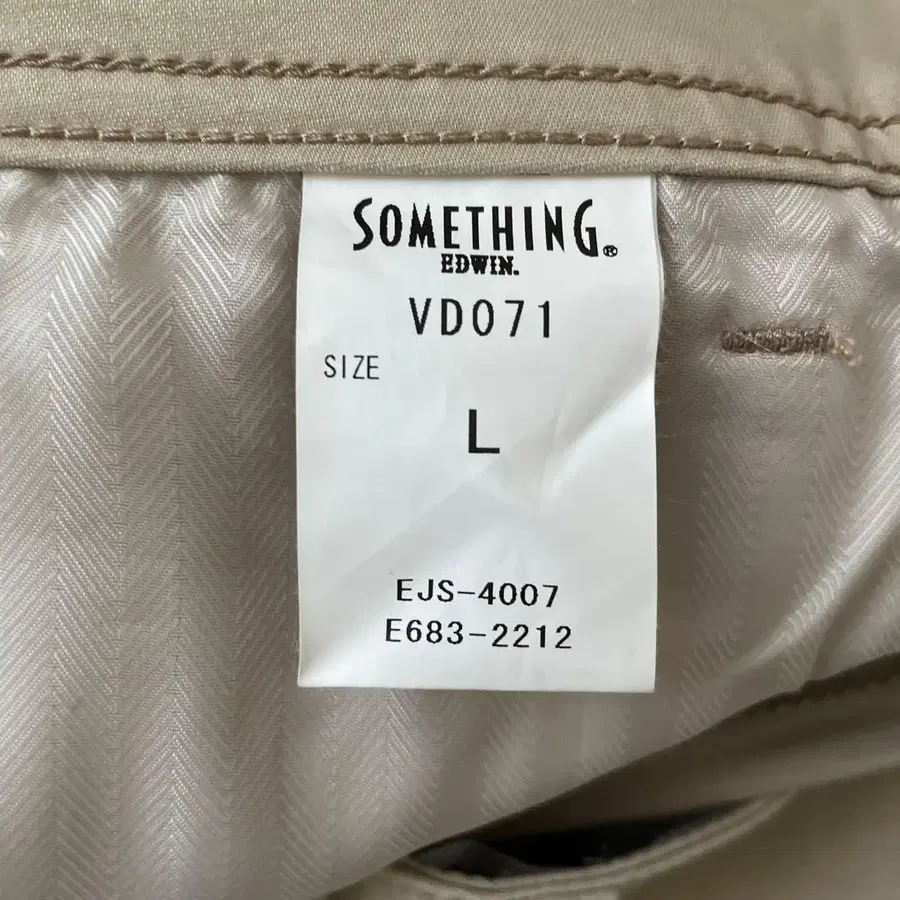 SOMETHING®
EDWIN.
VD071
SIZE
L
EJS-4007
E683-2212